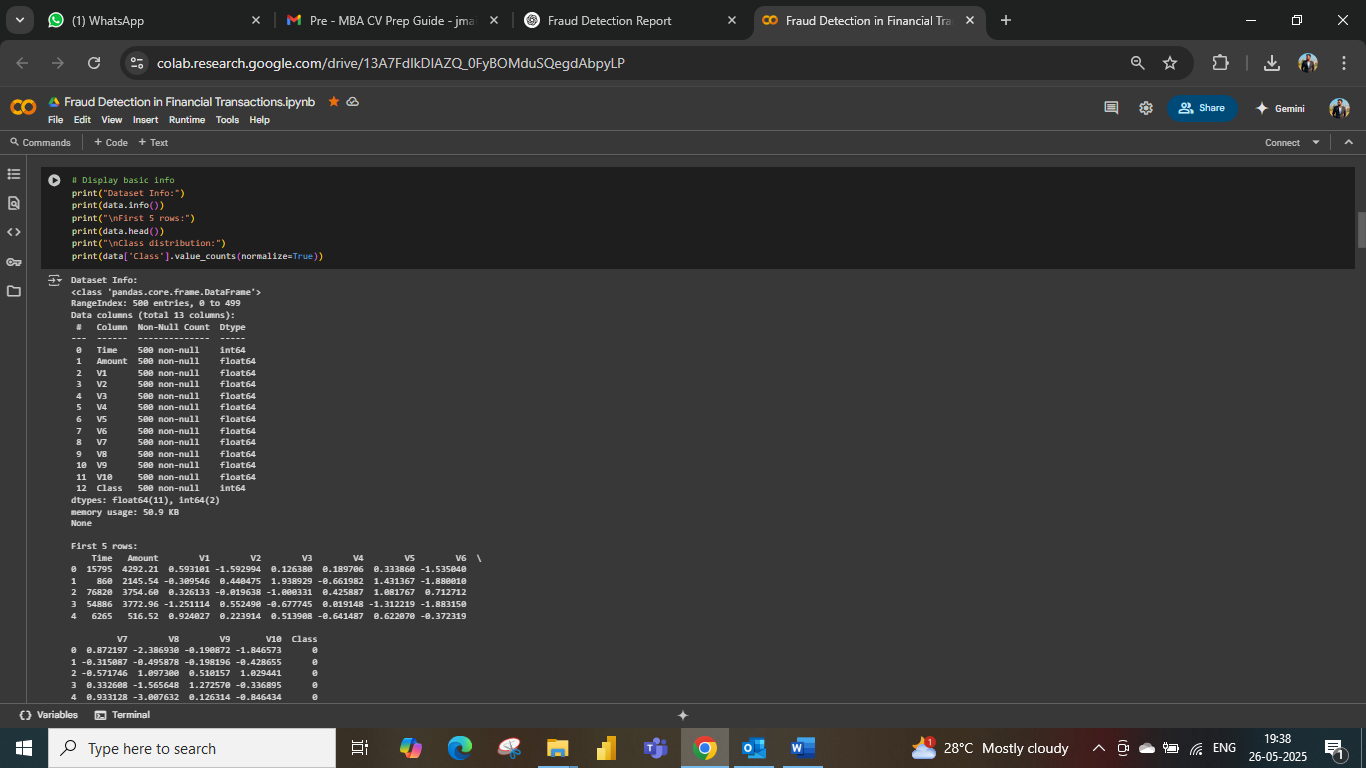 (1) WhatsApp
Pre - MBA CV Prep Guide - jma
Fraud Detection Report
Fraud Detection in Financial Tra
colab.research.google.com/drive/13A7FdIkDIAZQ_0FyBOMduSQegdAbpyLP
Fraud Detection in Financial Transactions.ipynb
File Edit View Insert Runtime Tools Help
Share
Gemini
Commands + Code + Text
Connect
# Display basic info
print("Dataset Info:")
print(data.info())
print("\nFirst 5 rows:")
print(data.head())
print("\nClass distribution:")
print(data['Class'].value_counts(normalize=True))
Dataset Info:
<class 'pandas.core.frame.DataFrame'>
RangeIndex: 500 entries, 0 to 499
Data columns (total 13 columns):
 #   Column  Non-Null Count  Dtype
---  ------  --------------  -----
 0   Time    500 non-null    int64
 1   Amount  500 non-null    float64
 2   V1      500 non-null    float64
 3   V2      500 non-null    float64
 4   V3      500 non-null    float64
 5   V4      500 non-null    float64
 6   V5      500 non-null    float64
 7   V6      500 non-null    float64
 8   V7      500 non-null    float64
 9   V8      500 non-null    float64
 10  V9      500 non-null    float64
 11  V10     500 non-null    float64
 12  Class   500 non-null    int64
dtypes: float64(11), int64(2)
memory usage: 50.9 KB
None
First 5 rows:
Time Amount V1 V2 V3 V4 V5 V6 \
0 15795 4292.21 0.593101 -1.592994 0.126380 0.189706 0.333860 -1.535040
1 860 2145.54 -0.309546 0.440475 1.938929 -0.661982 1.431367 -1.880010
2 76820 3754.60 0.326133 -0.019638 -1.000331 0.425887 1.081767 0.712712
3 54886 3772.96 -1.251114 0.552490 -0.677745 0.019148 -1.312219 -1.883150
4 6265 516.52 0.924027 0.223914 0.513908 -0.641487 0.622070 -0.372319
V7 V8 V9 V10 Class
0 0.872197 -2.386930 -0.190872 -1.846573 0
1 -0.315087 -0.495878 -0.198196 -0.428655 0
2 -0.571746 1.097300 0.510157 1.029441 0
3 0.332608 -1.565648 1.272570 -0.336895 0
4 0.933128 -3.007632 0.126314 -0.846434 0
Variables
Terminal
Type here to search
1
28°C Mostly cloudy
ENG
19:38
26-05-2025
1